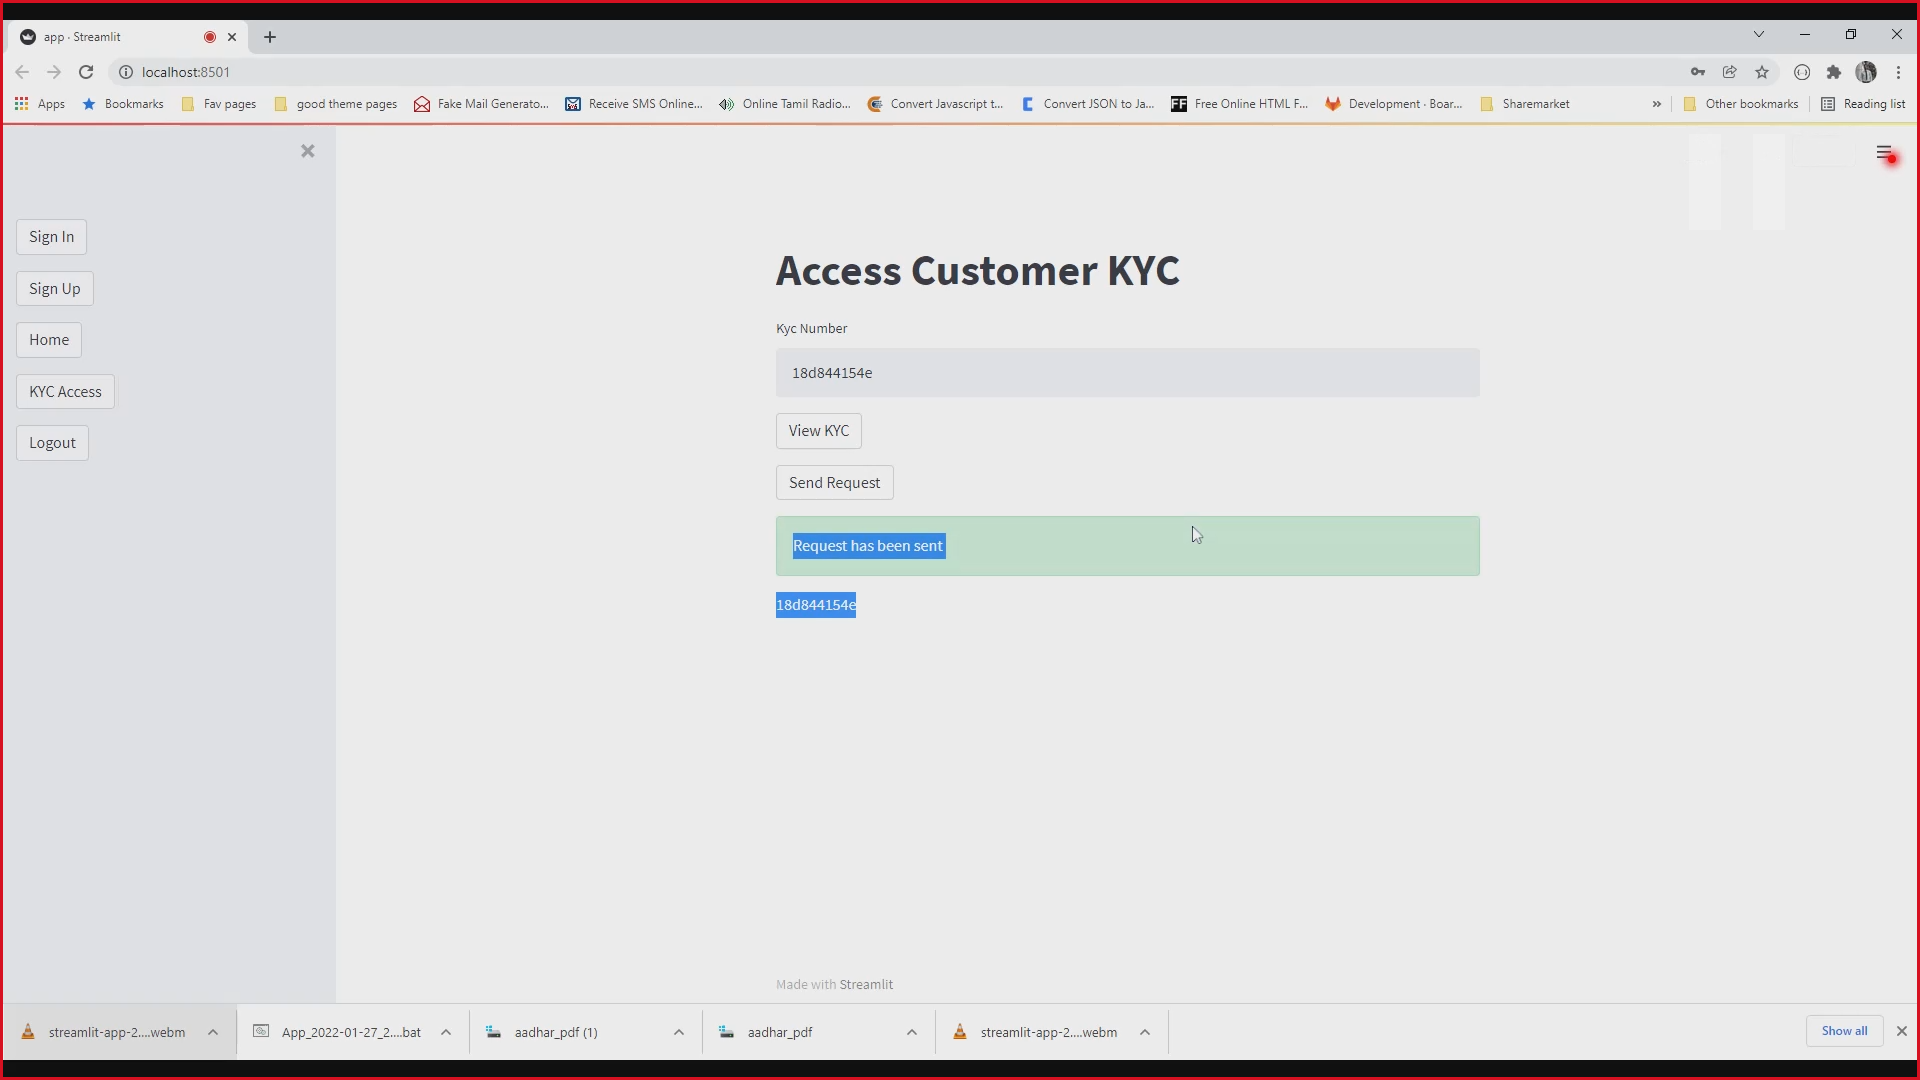 app · Streamlit
localhost:8501
Apps
Bookmarks
Fav pages
good theme pages
Fake Mail Generato...
Receive SMS Online...
Online Tamil Radio...
Convert Javascript t...
Convert JSON to Ja...
FF
Free Online HTML F...
Development · Boar...
Sharemarket
»
Other bookmarks
Reading list
Sign In
Sign Up
Home
KYC Access
Logout
Access Customer KYC
Kyc Number
18d844154e
View KYC
Send Request
Request has been sent
18d844154e
Made with Streamlit
streamlit-app-2....webm
App_2022-01-27_2....bat
aadhar_pdf (1)
aadhar_pdf
streamlit-app-2....webm
Show all